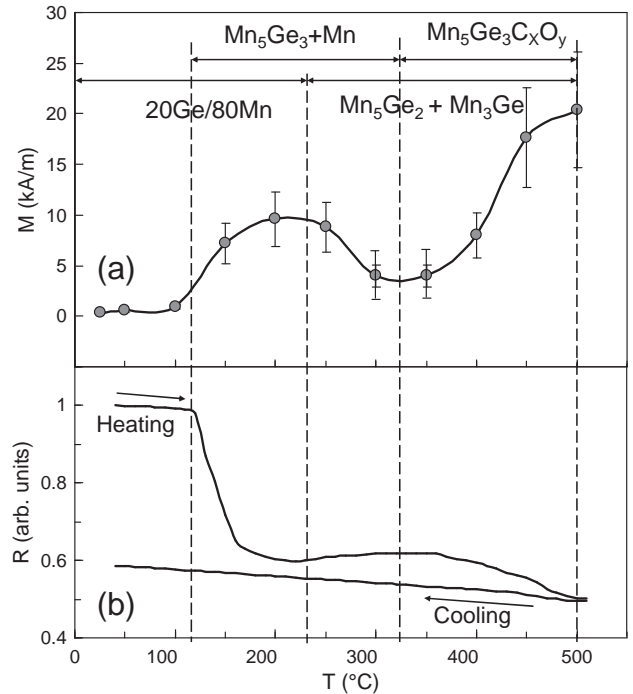 Mn₅Ge₃+Mn
Mn₅Ge₃CₓOᵧ
20Ge/80Mn
Mn₅Ge₂ + Mn₃Ge
30
25
20
15
10
5
0
M (kA/m)
(a)
1
0.8
0.6
0.4
R (arb. units)
Heating
Cooling
(b)
0 100 200 300 400 500
T (°C)